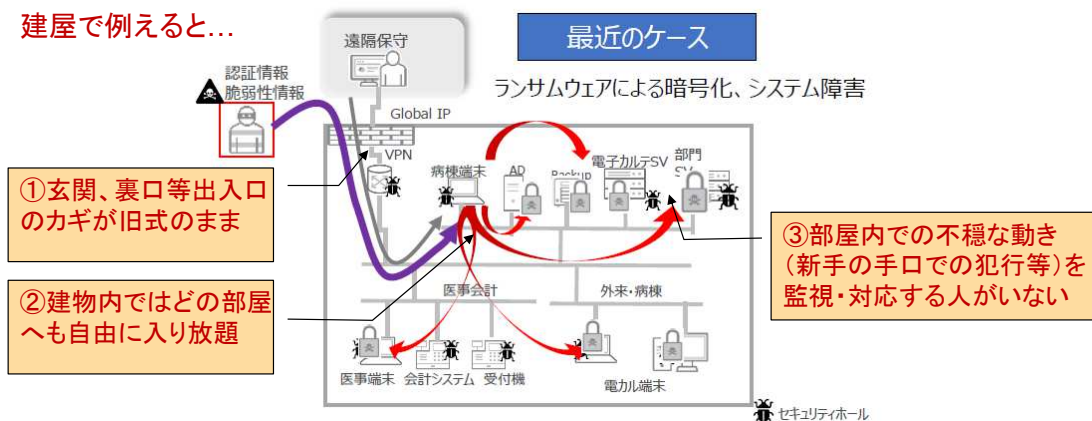 建屋で例えると…
最近のケース
遠隔保守
ランサムウェアによる暗号化、システム障害
認証情報
脆弱性情報
Global IP
VPN
病棟端末
AD
Backup
電子カルテSV
部門
SV
①玄関、裏口等出入口
のカギが旧式のまま
③部屋内での不穏な動き
(新手の手口での犯行等)を
監視・対応する人がいない
②建物内ではどの部屋
へも自由に入り放題
医事会計
外来・病棟
医事端末
会計システム
受付機
電カル端末
セキュリティホール